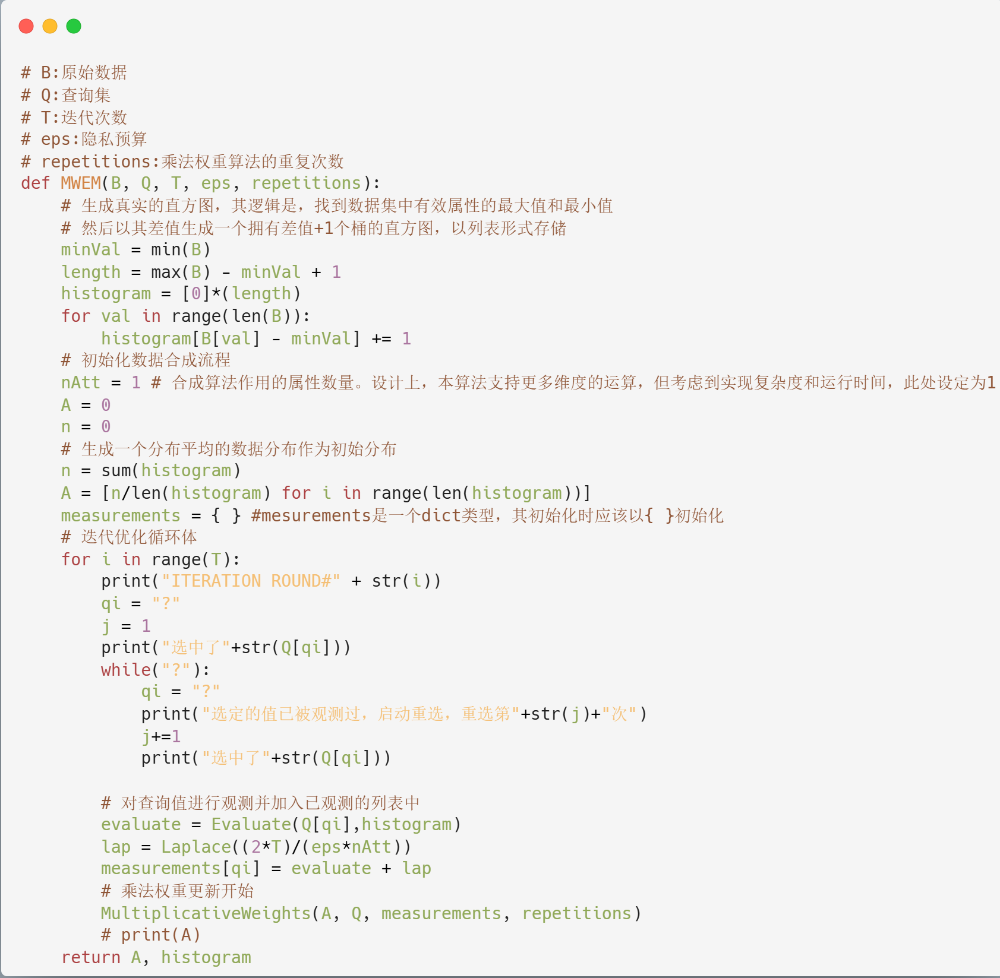 # B:原始数据
# Q:查询集
# T:迭代次数
# eps:隐私预算
# repetitions:乘法权重算法的重复次数
def MWEM(B, Q, T, eps, repetitions):
    # 生成真实的直方图，其逻辑是，找到数据集中有效属性的最大值和最小值
    # 然后以其差值生成一个拥有差值+1个桶的直方图，以列表形式存储
    minVal = min(B)
    length = max(B) - minVal + 1
    histogram = [0]*(length)
    for val in range(len(B)):
        histogram[B[val] - minVal] += 1
    # 初始化数据合成流程
    nAtt = 1 # 合成算法作用的属性数量。设计上，本算法支持更多维度的运算，但考虑到实现复杂度和运行时间，此处设定为1
    A = 0
    n = 0
    # 生成一个分布平均的数据分布作为初始分布
    n = sum(histogram)
    A = [n/len(histogram) for i in range(len(histogram))]
    measurements = { } #mesurements是一个dict类型，其初始化时应该以{ }初始化
    # 迭代优化循环体
    for i in range(T):
        print("ITERATION ROUND#" + str(i))
        qi = "?"
        j = 1
        print("选中了"+str(Q[qi]))
        while("?"):
            qi = "?"
            print("选定的值已被观测过，启动重选，重选第"+str(j)+"次")
            j+=1
            print("选中了"+str(Q[qi]))
        # 对查询值进行观测并加入已观测的列表中
        evaluate = Evaluate(Q[qi],histogram)
        lap = Laplace((2*T)/(eps*nAtt))
        measurements[qi] = evaluate + lap
        # 乘法权重更新开始
        MultiplicativeWeights(A, Q, measurements, repetitions)
        # print(A)
    return A, histogram